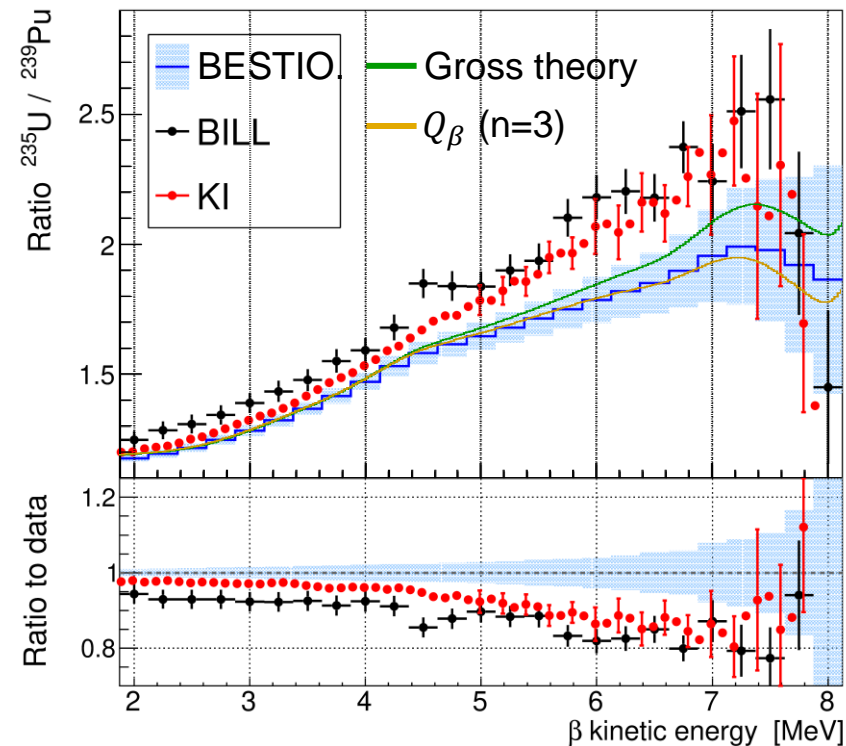 Ratio ²³⁵U / ²³⁹Pu
2.5
2
1.5
BESTIO.
BILL
KI
Gross theory
Q_β (n=3)
Ratio to data
1.2
1
0.8
2 3 4 5 6 7 8
β kinetic energy [MeV]